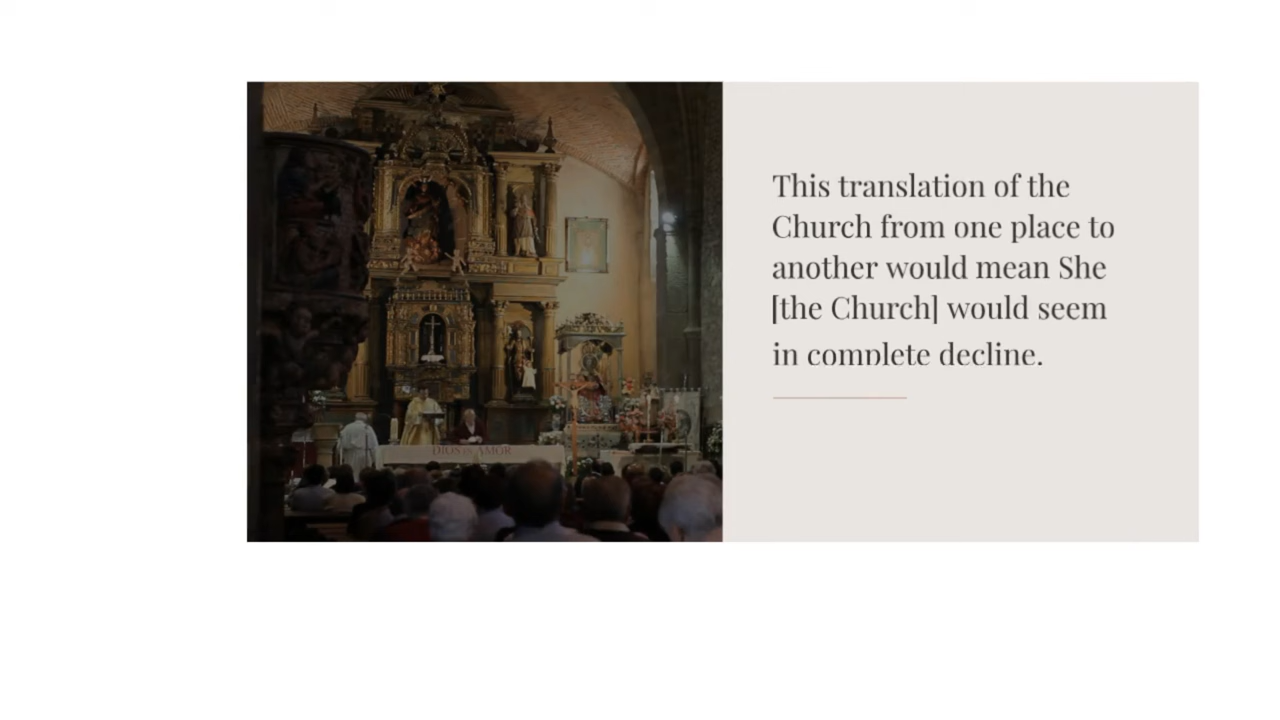 This translation of the
Church from one place to
another would mean She
[the Church] would seem
in complete decline.
DIOS ES AMOR